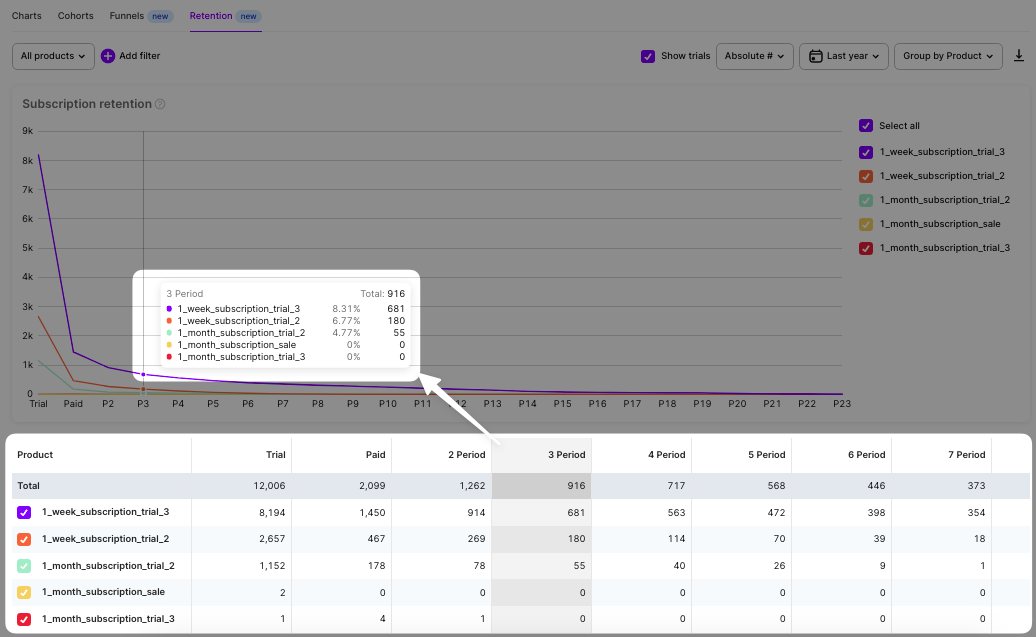 Charts Cohorts Funnels new Retention new
All products Add filter Show trials Absolute # Last year Group by Product
Subscription retention ?
Select all
1_week_subscription_trial_3
1_week_subscription_trial_2
1_month_subscription_trial_2
1_month_subscription_sale
1_month_subscription_trial_3
9k
8k
7k
6k
5k
4k
3k
2k
1k
0
3 Period Total: 916
1_week_subscription_trial_3 8.31% 681
1_week_subscription_trial_2 6.77% 180
1_month_subscription_trial_2 4.77% 55
1_month_subscription_sale 0% 0
1_month_subscription_trial_3 0% 0
Trial Paid P2 P3 P4 P5 P6 P7 P8 P9 P10 P11 P12 P13 P14 P15 P16 P17 P18 P19 P20 P21 P22 P23
Product Trial Paid 2 Period 3 Period 4 Period 5 Period 6 Period 7 Period
Total 12,006 2,099 1,262 916 717 568 446 373
1_week_subscription_trial_3 8,194 1,450 914 681 563 472 398 354
1_week_subscription_trial_2 2,657 467 269 180 114 70 39 18
1_month_subscription_trial_2 1,152 178 78 55 40 26 9 1
1_month_subscription_sale 2 0 0 0 0 0 0 0
1_month_subscription_trial_3 1 4 1 0 0 0 0 0